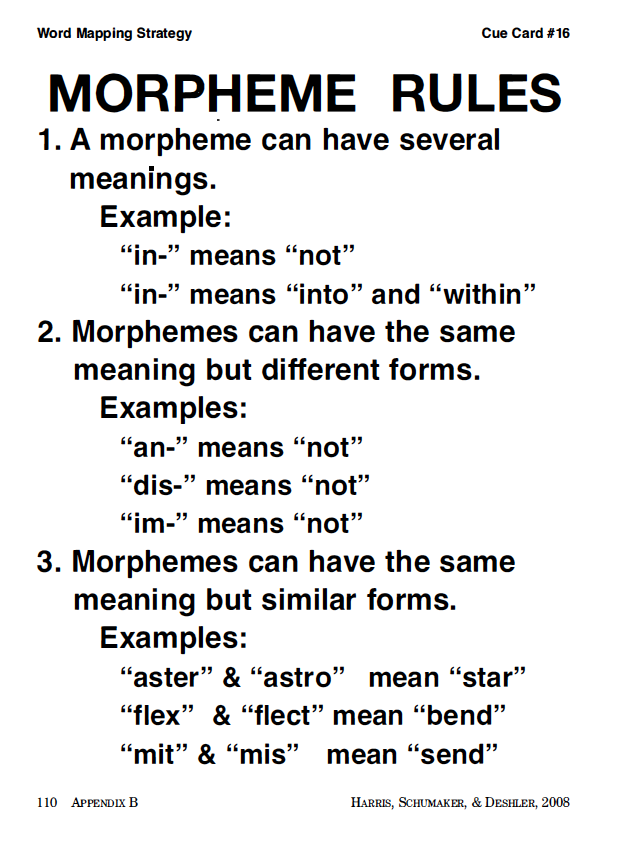 Word Mapping Strategy Cue Card #16
MORPHEME RULES
1. A morpheme can have several
meanings.
Example:
“in-” means “not”
“in-” means “into” and “within”
2. Morphemes can have the same
meaning but different forms.
Examples:
“an-” means “not”
“dis-” means “not”
“im-” means “not”
3. Morphemes can have the same
meaning but similar forms.
Examples:
“aster” & “astro” mean “star”
“flex” & “flect” mean “bend”
“mit” & “mis” mean “send”
110 APPENDIX B HARRIS, SCHUMAKER, & DESHLER, 2008